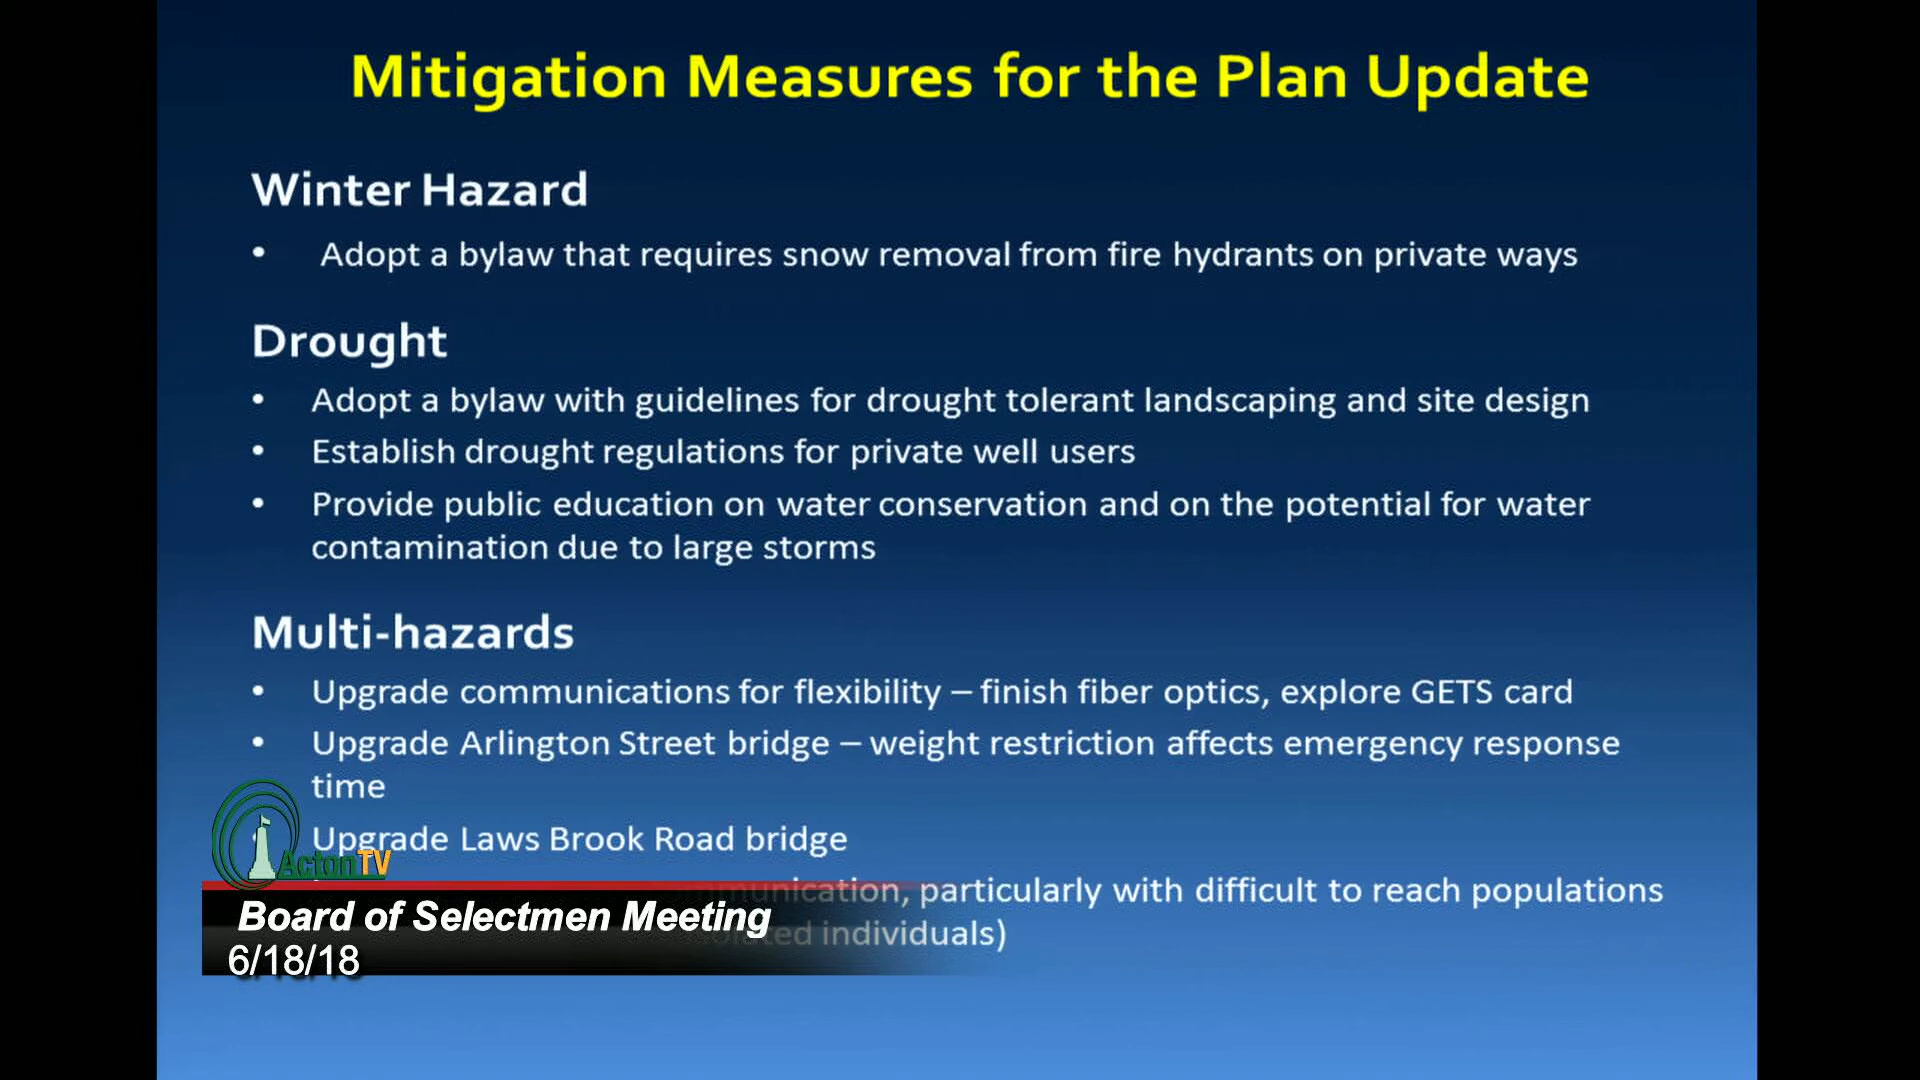 Mitigation Measures for the Plan Update
Winter Hazard
• Adopt a bylaw that requires snow removal from fire hydrants on private ways
Drought
• Adopt a bylaw with guidelines for drought tolerant landscaping and site design
• Establish drought regulations for private well users
• Provide public education on water conservation and on the potential for water
contamination due to large storms
Multi-hazards
• Upgrade communications for flexibility – finish fiber optics, explore GETS card
• Upgrade Arlington Street bridge – weight restriction affects emergency response
time
Upgrade Laws Brook Road bridge
particularly with difficult to reach populations
individuals)
ActonTV
Board of Selectmen Meeting
6/18/18